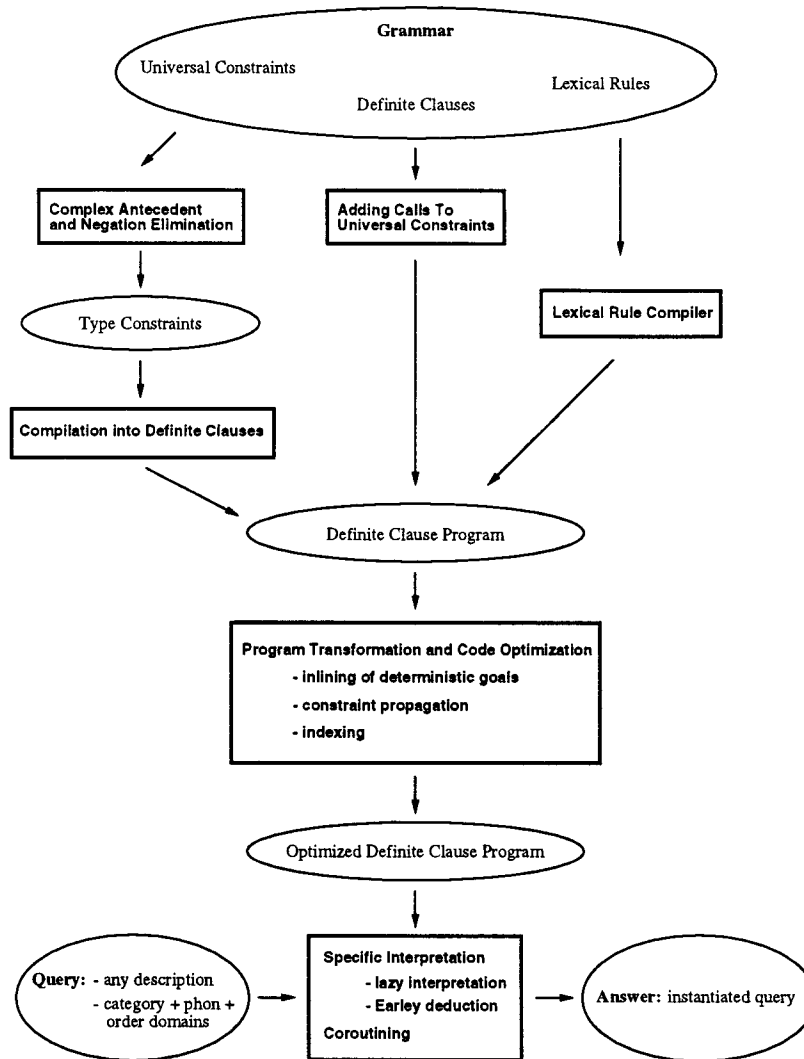 Grammar
Universal Constraints
Lexical Rules
Definite Clauses
Complex Antecedent
and Negation Elimination
Adding Calls To
Universal Constraints
Type Constraints
Lexical Rule Compiler
Compilation into Definite Clauses
Definite Clause Program
Program Transformation and Code Optimization
- inlining of deterministic goals
- constraint propagation
- indexing
Optimized Definite Clause Program
Query: - any description
- category + phon +
order domains
Specific Interpretation
- lazy interpretation
- Earley deduction
Coroutining
Answer: instantiated query